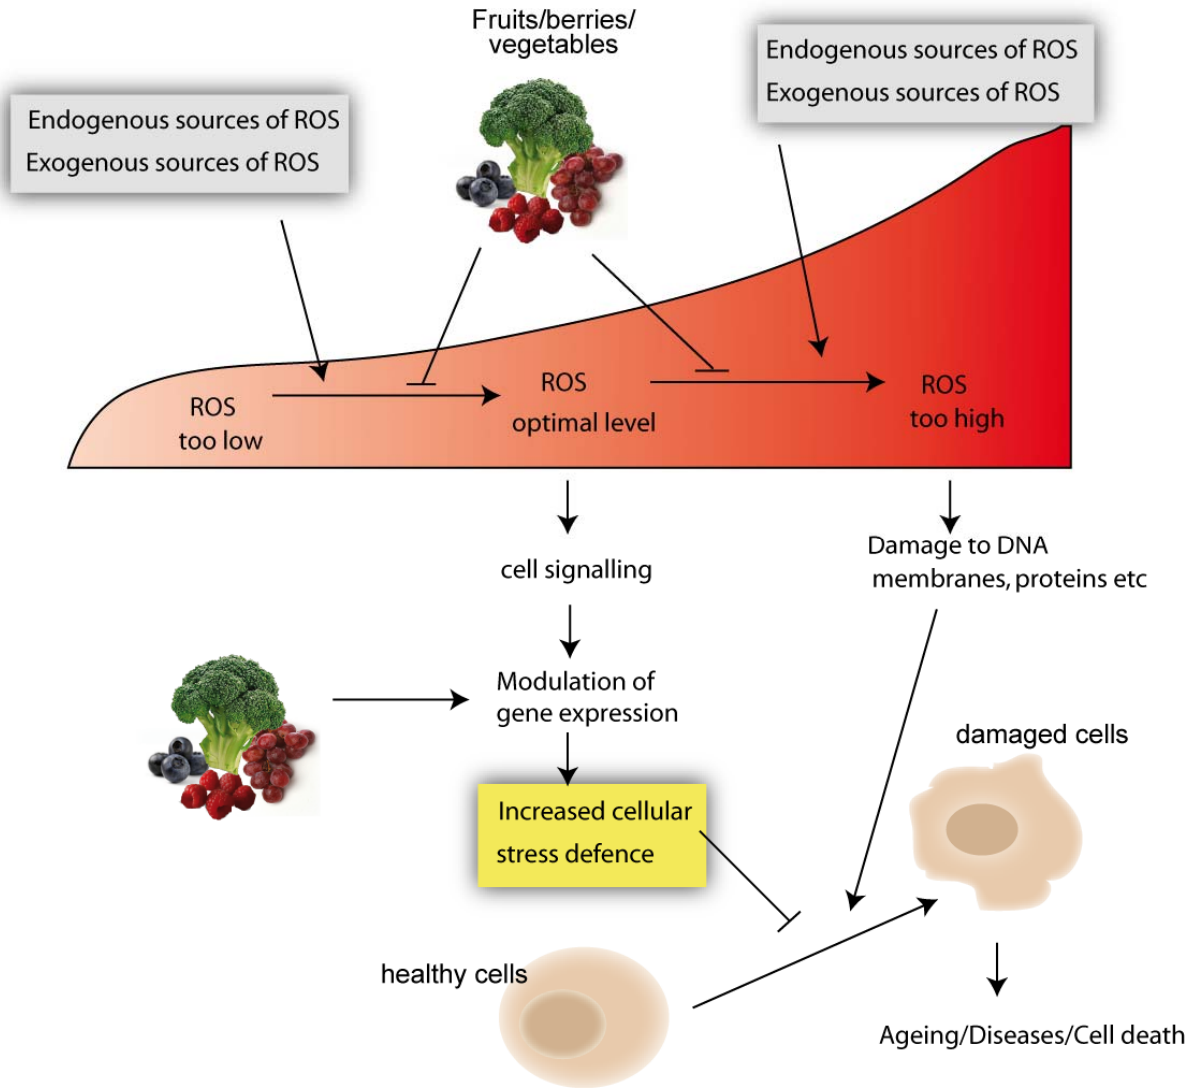 Fruits/berries/
vegetables
Endogenous sources of ROS
Exogenous sources of ROS
Endogenous sources of ROS
Exogenous sources of ROS
ROS
too low
ROS
optimal level
ROS
too high
cell signalling
Damage to DNA
membranes, proteins etc
Modulation of
gene expression
damaged cells
Increased cellular
stress defence
healthy cells
Ageing/Diseases/Cell death